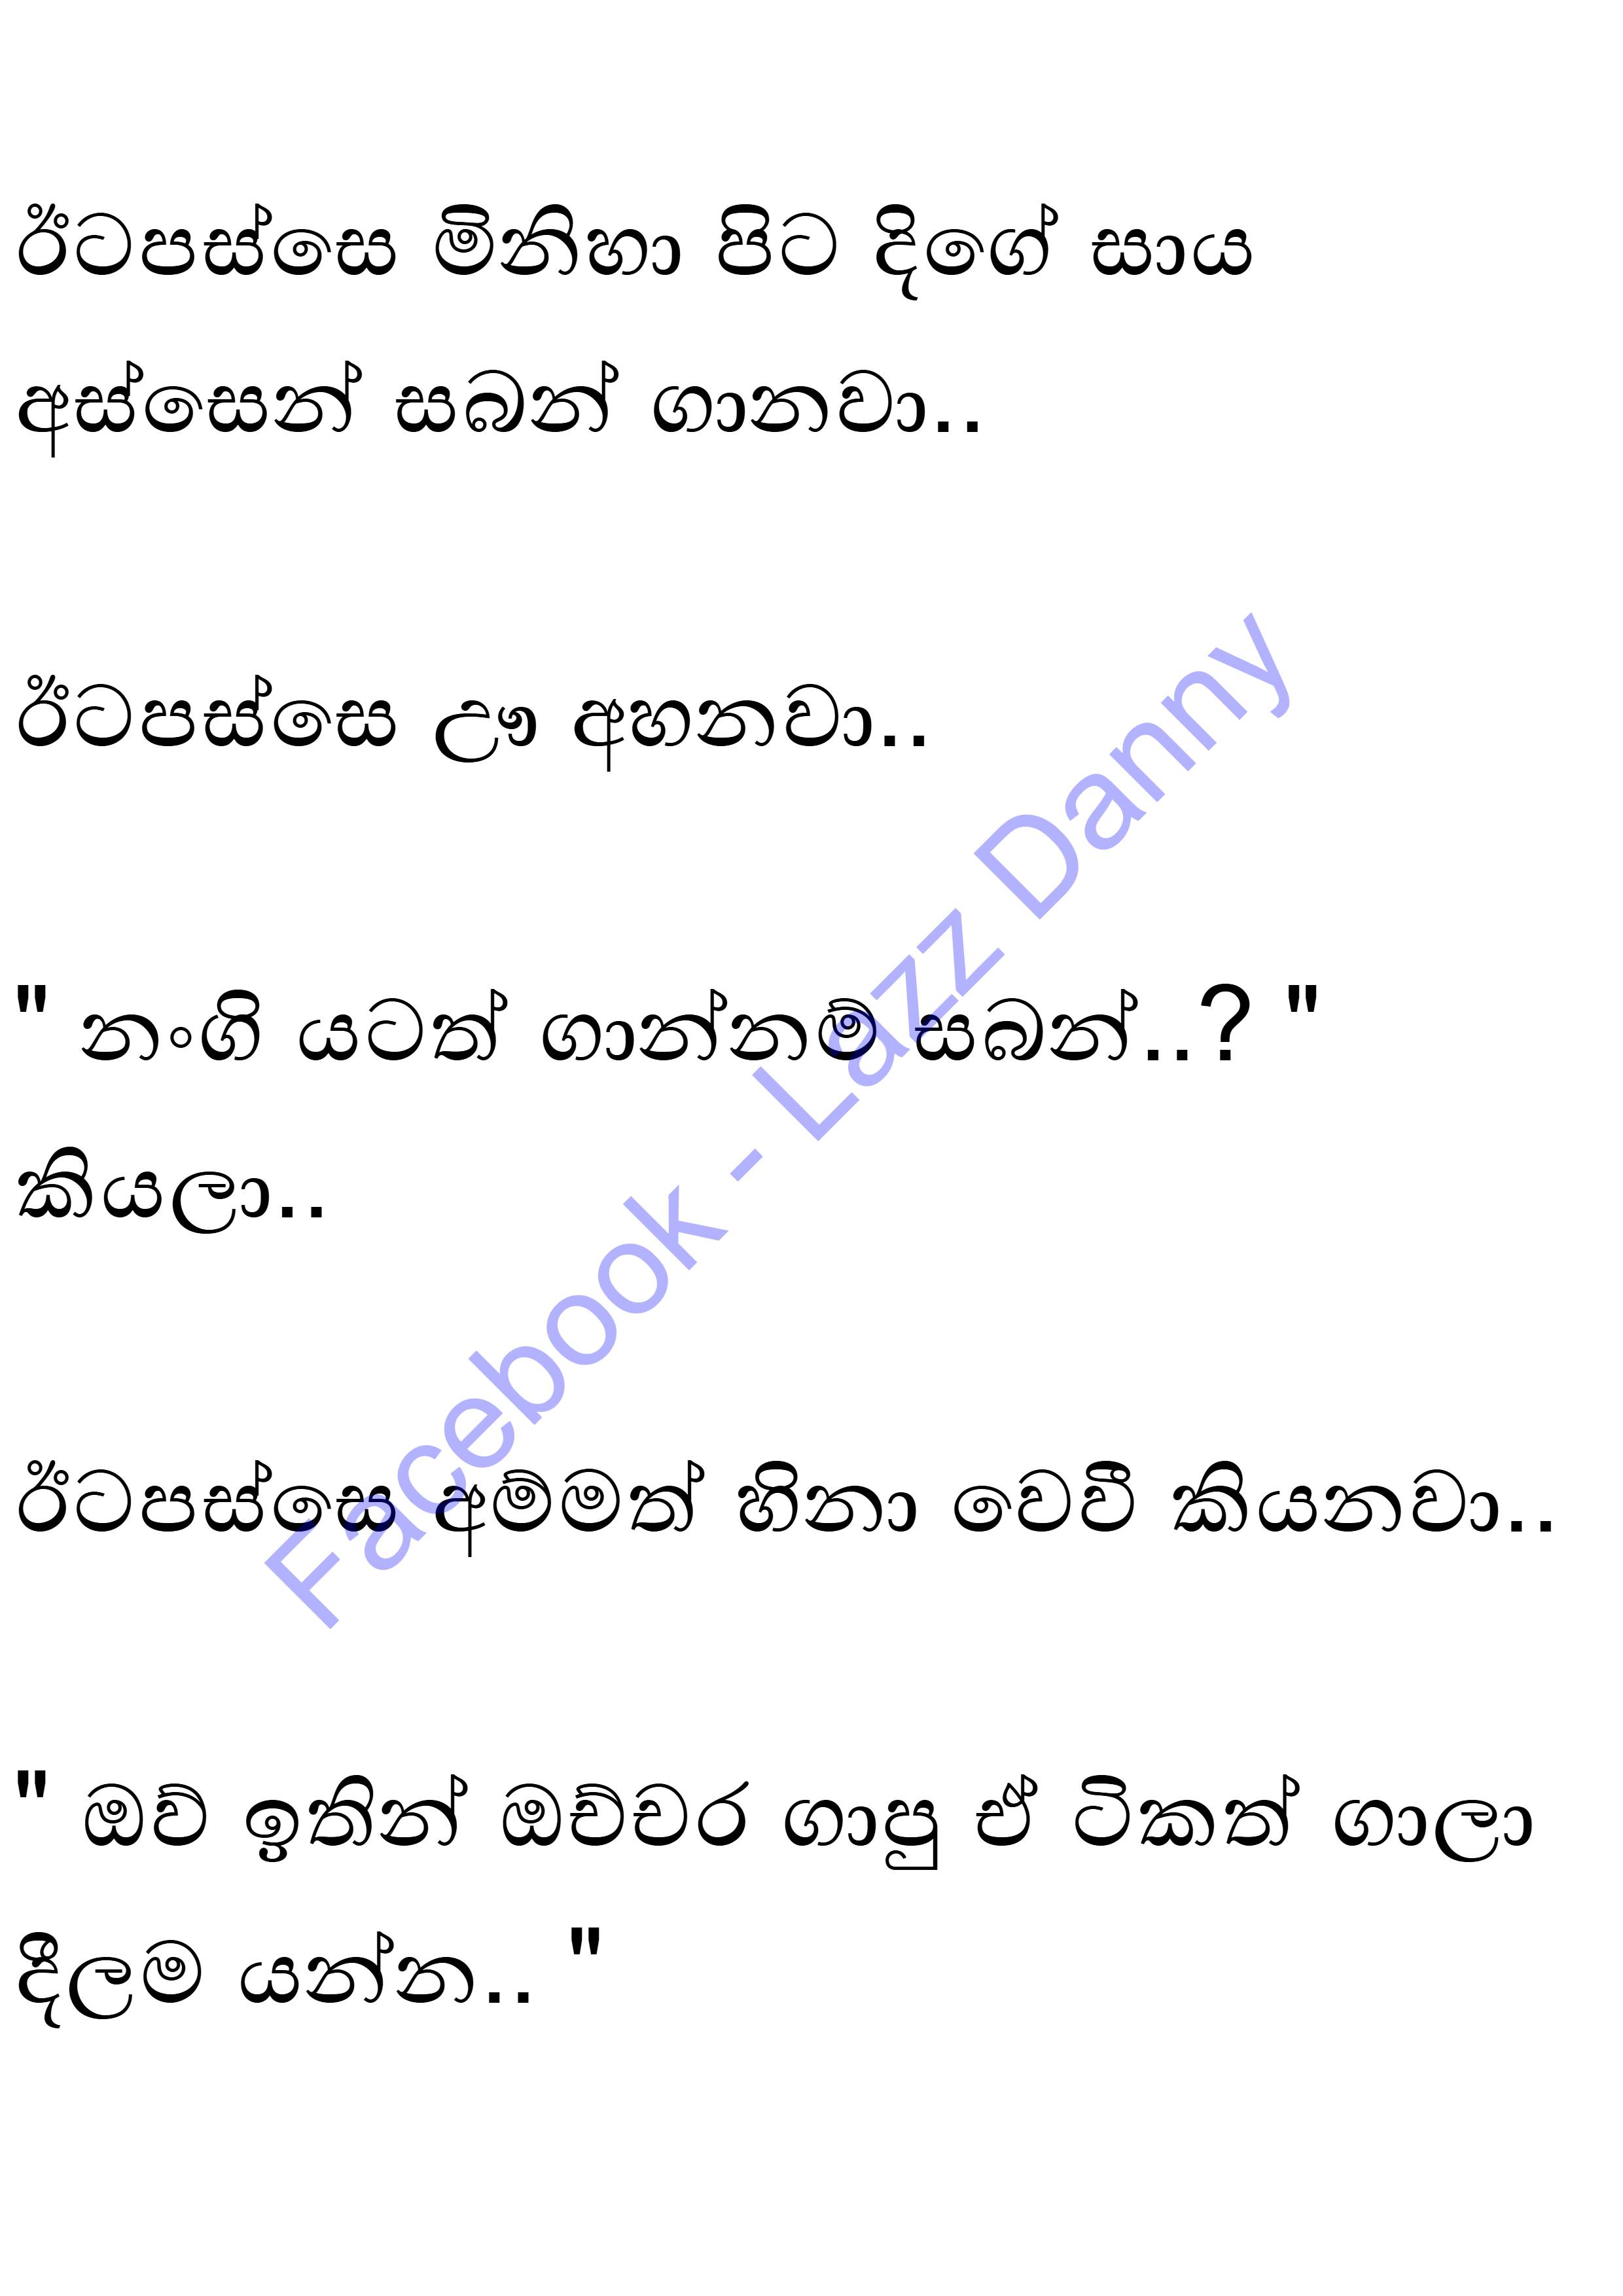 ඊටපස්සෙ මිනිහා පිට දිගේ සාය
අස්සෙන් සබන් ගානවා..
ඊටපස්සෙ ඌ අහනවා..
" නංගි යටත් ගාන්නම් සබන්..? "
කියලා..
ඊටපස්සෙ අම්මත් හිනා වෙවී කියනවා..
" ඔව් ඉතින් ඔච්චර ගාපු ඒ ටිකත් ගාලා
දීලම යන්න.. "
Facebook - Lazz Danny